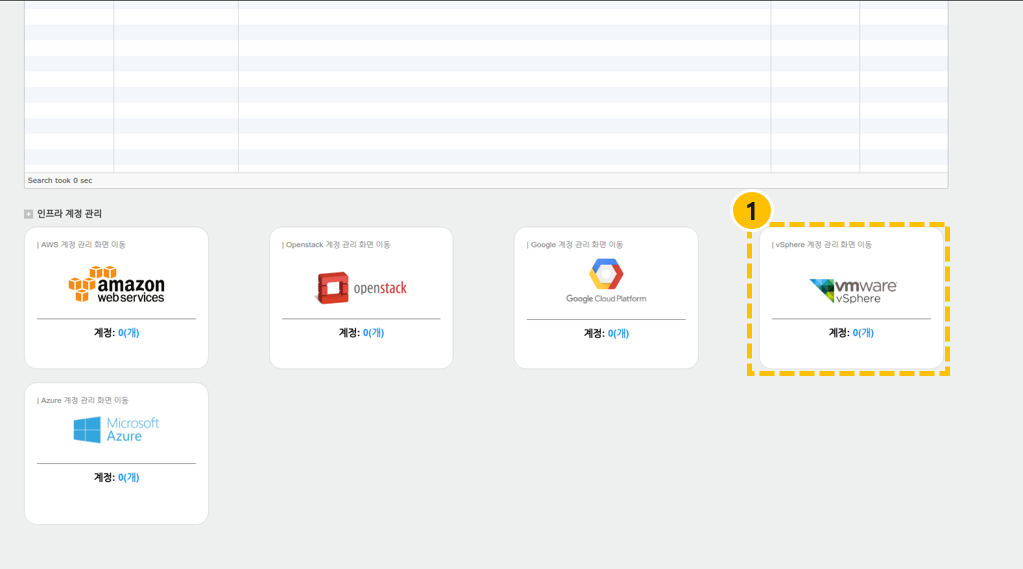 Search took 0 sec
인프라 계정 관리
1
| AWS 계정 관리 화면 이동
amazon
web services
계정: 0(개)
| Openstack 계정 관리 화면 이동
openstack
계정: 0(개)
| Google 계정 관리 화면 이동
Google Cloud Platform
계정: 0(개)
| vSphere 계정 관리 화면 이동
vmware
vSphere
계정: 0(개)
| Azure 계정 관리 화면 이동
Microsoft
Azure
계정: 0(개)